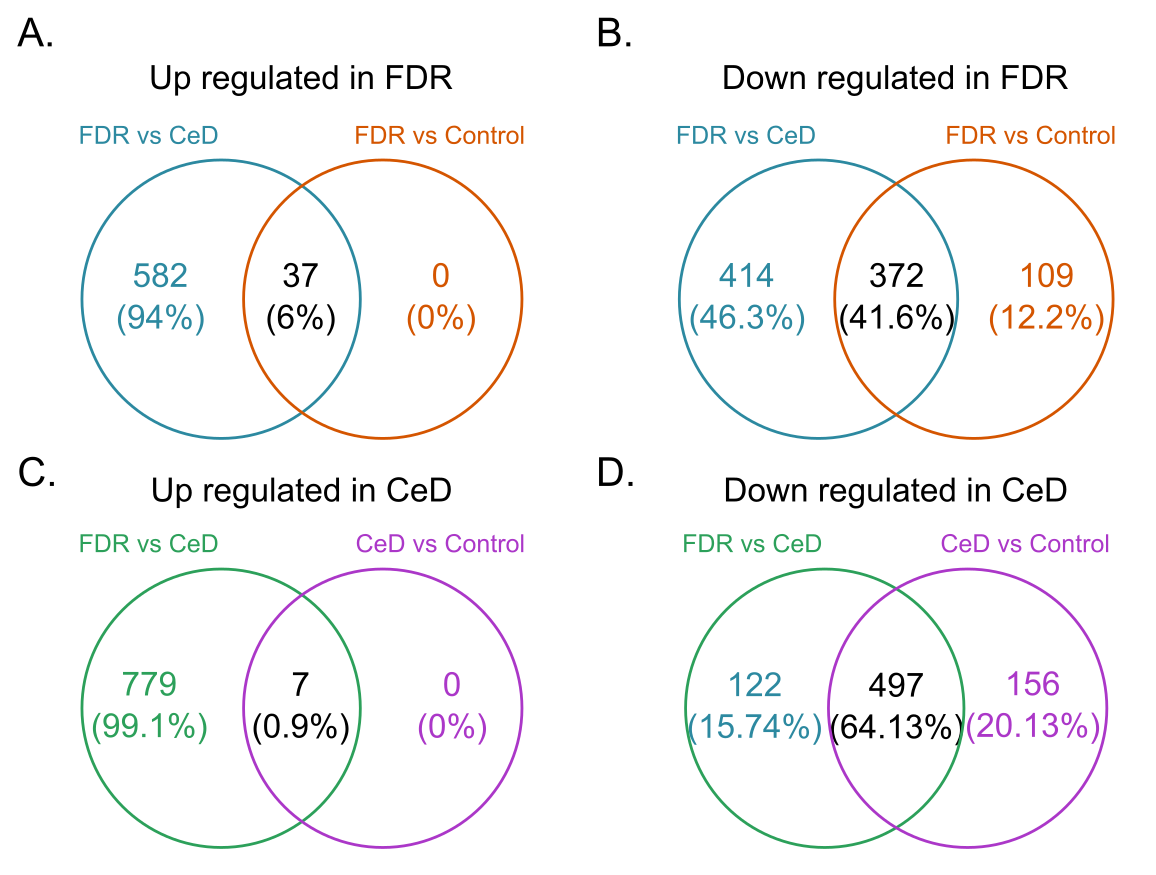 A.
Up regulated in FDR
FDR vs CeD
FDR vs Control
582
(94%)
37
(6%)
0
(0%)
B.
Down regulated in FDR
FDR vs CeD
FDR vs Control
414
(46.3%)
372
(41.6%)
109
(12.2%)
C.
Up regulated in CeD
FDR vs CeD
CeD vs Control
779
(99.1%)
7
(0.9%)
0
(0%)
D.
Down regulated in CeD
FDR vs CeD
CeD vs Control
122
(15.74%)
497
(64.13%)
156
(20.13%)